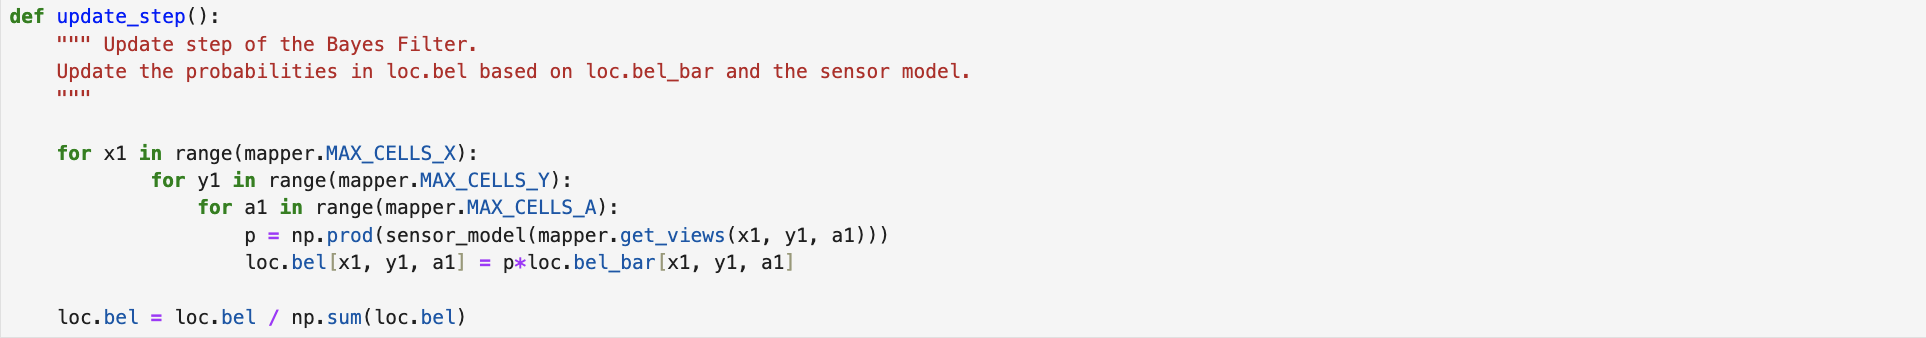 def update_step():
    """ Update step of the Bayes Filter.
    Update the probabilities in loc.bel based on loc.bel_bar and the sensor model.
    """

    for x1 in range(mapper.MAX_CELLS_X):
            for y1 in range(mapper.MAX_CELLS_Y):
                for a1 in range(mapper.MAX_CELLS_A):
                    p = np.prod(sensor_model(mapper.get_views(x1, y1, a1)))
                    loc.bel[x1, y1, a1] = p*loc.bel_bar[x1, y1, a1]

    loc.bel = loc.bel / np.sum(loc.bel)